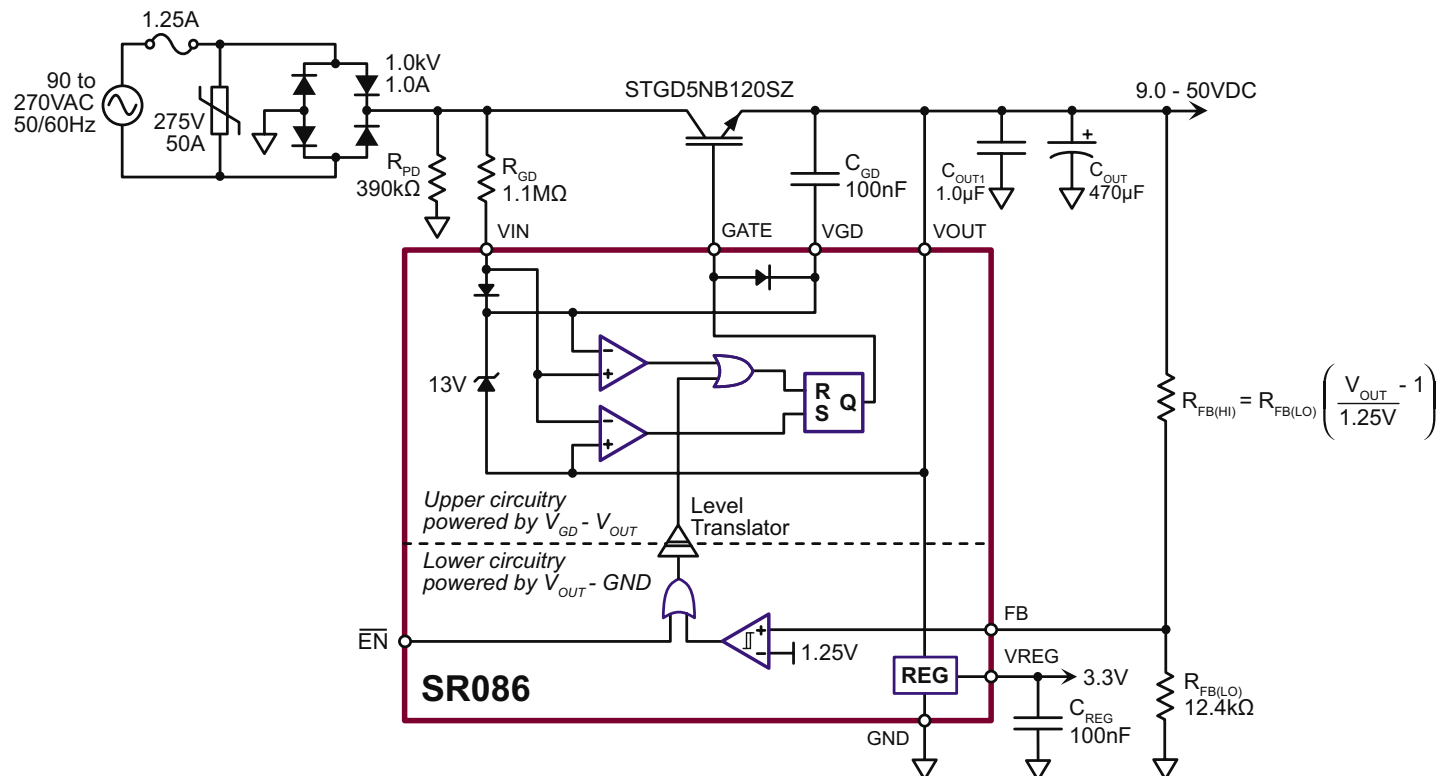 1.25A
90 to
270VAC
50/60Hz
275V
50A
1.0kV
1.0A
STGD5NB120SZ
9.0 - 50VDC
R_PD
390kΩ
R_GD
1.1MΩ
C_GD
100nF
C_OUT1
1.0µF
+
C_OUT
470µF
VIN
GATE
VGD
VOUT
13V
-
+
-
+
R
S
Q
R_FB(HI) = R_FB(LO) ( V_OUT / 1.25V - 1 )
Upper circuitry
powered by V_GD - V_OUT
Level
Translator
Lower circuitry
powered by V_OUT - GND
E̅N̅
+
-
1.25V
FB
VREG
REG
3.3V
SR086
C_REG
100nF
R_FB(LO)
12.4kΩ
GND